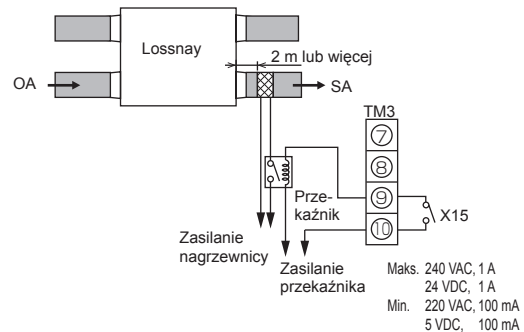 Lossnay
2 m lub więcej
OA
SA
TM3
7
8
9
10
X15
Prze-
kaźnik
Zasilanie
nagrzewnicy
Zasilanie
przekaźnika
Maks. 240 VAC, 1 A
24 VDC, 1 A
Min. 220 VAC, 100 mA
5 VDC, 100 mA